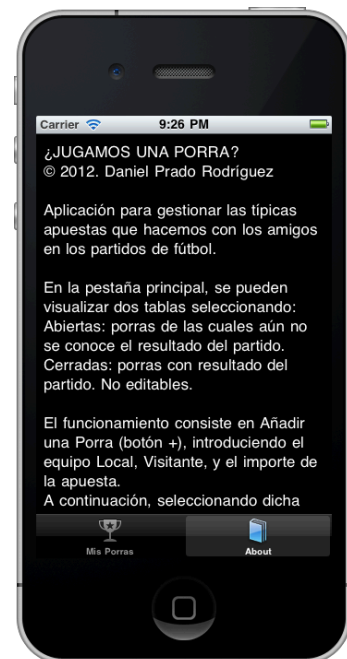 Carrier 9:26 PM
¿JUGAMOS UNA PORRA?
© 2012. Daniel Prado Rodríguez
Aplicación para gestionar las típicas
apuestas que hacemos con los amigos
en los partidos de fútbol.
En la pestaña principal, se pueden
visualizar dos tablas seleccionando:
Abiertas: porras de las cuales aún no
se conoce el resultado del partido.
Cerradas: porras con resultado del
partido. No editables.
El funcionamiento consiste en Añadir
una Porra (botón +), introduciendo el
equipo Local, Visitante, y el importe de
la apuesta.
A continuación, seleccionando dicha
Mis Porras About